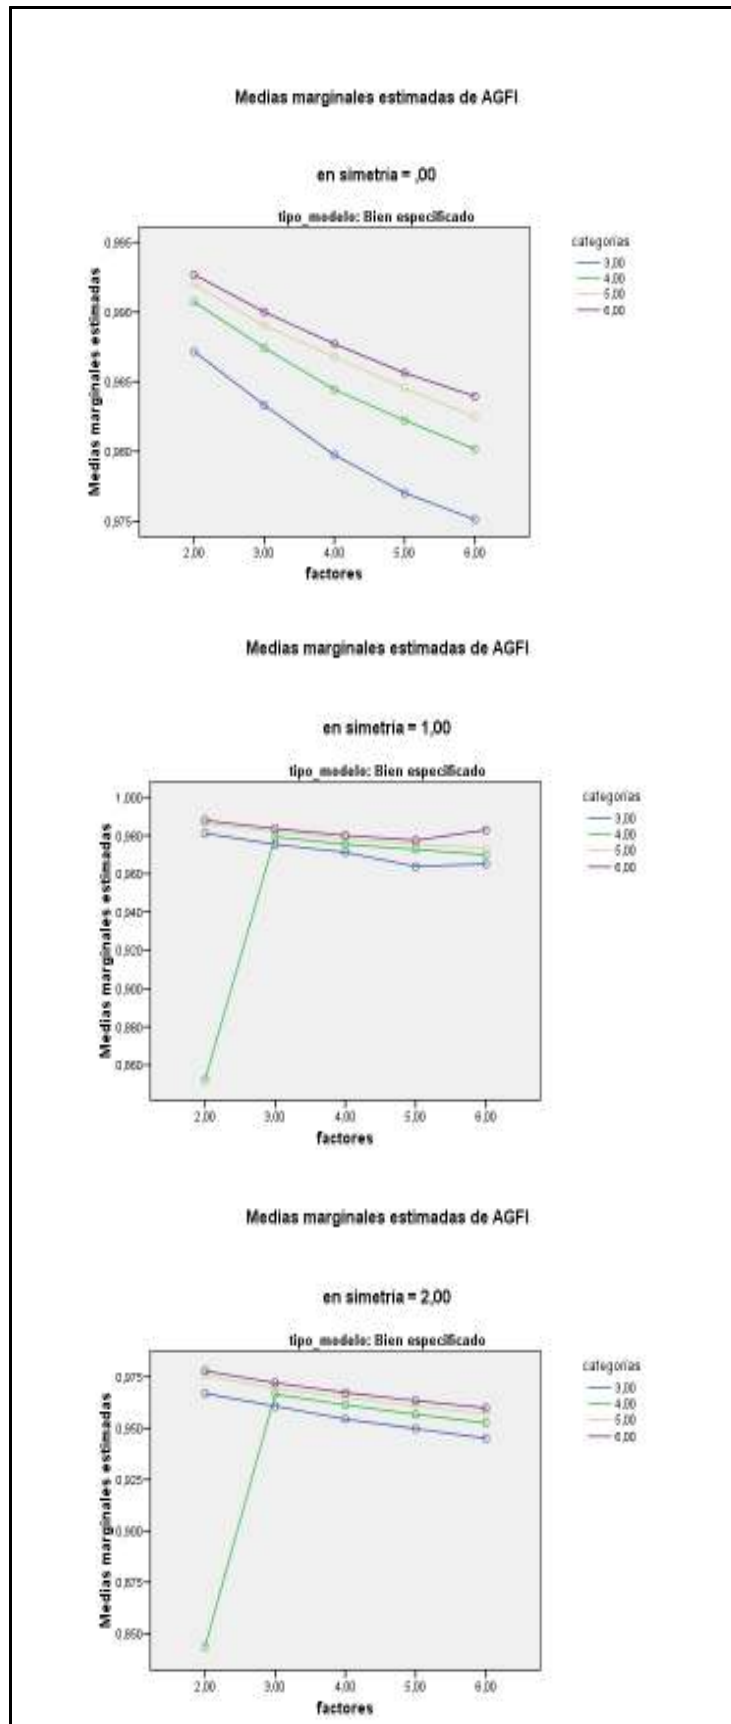 Medias marginales estimadas de AGFI
en simetria = ,00
tipo_modelo: Bien especificado
Medias marginales estimadas
0,995
0,990
0,985
0,980
0,975
2,00 3,00 4,00 5,00 6,00
factores
categorías
3,00
4,00
5,00
6,00
Medias marginales estimadas de AGFI
en simetria = 1,00
tipo_modelo: Bien especificado
Medias marginales estimadas
1,000
0,980
0,960
0,940
0,920
0,900
0,880
0,860
2,00 3,00 4,00 5,00 6,00
factores
categorías
3,00
4,00
5,00
6,00
Medias marginales estimadas de AGFI
en simetria = 2,00
tipo_modelo: Bien especificado
Medias marginales estimadas
0,975
0,950
0,925
0,900
0,875
0,850
2,00 3,00 4,00 5,00 6,00
factores
categorías
3,00
4,00
5,00
6,00